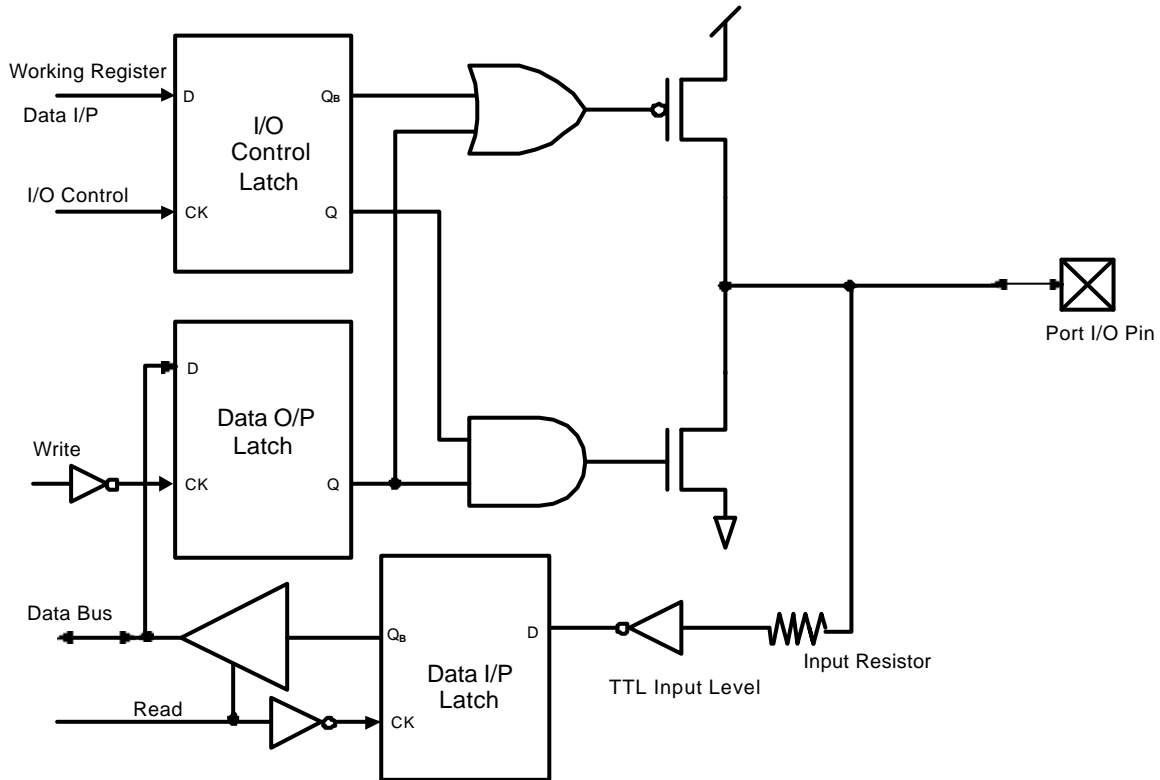 Working Register
Data I/P
D
QB
I/O
Control
Latch
I/O Control
CK
Q
Port I/O Pin
D
Data O/P
Latch
Write
CK
Q
Data Bus
QB
D
Data I/P
Latch
Input Resistor
TTL Input Level
Read
CK